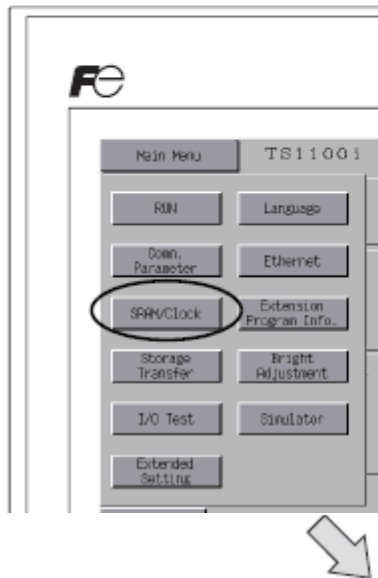 Fe
Main Menu
TS1100i
RUN
Language
Comm.
Parameter
Ethernet
SRAM/Clock
Extension
Program Info.
Storage
Transfer
Bright
Adjustment
I/O Test
Simulator
Extended
Setting